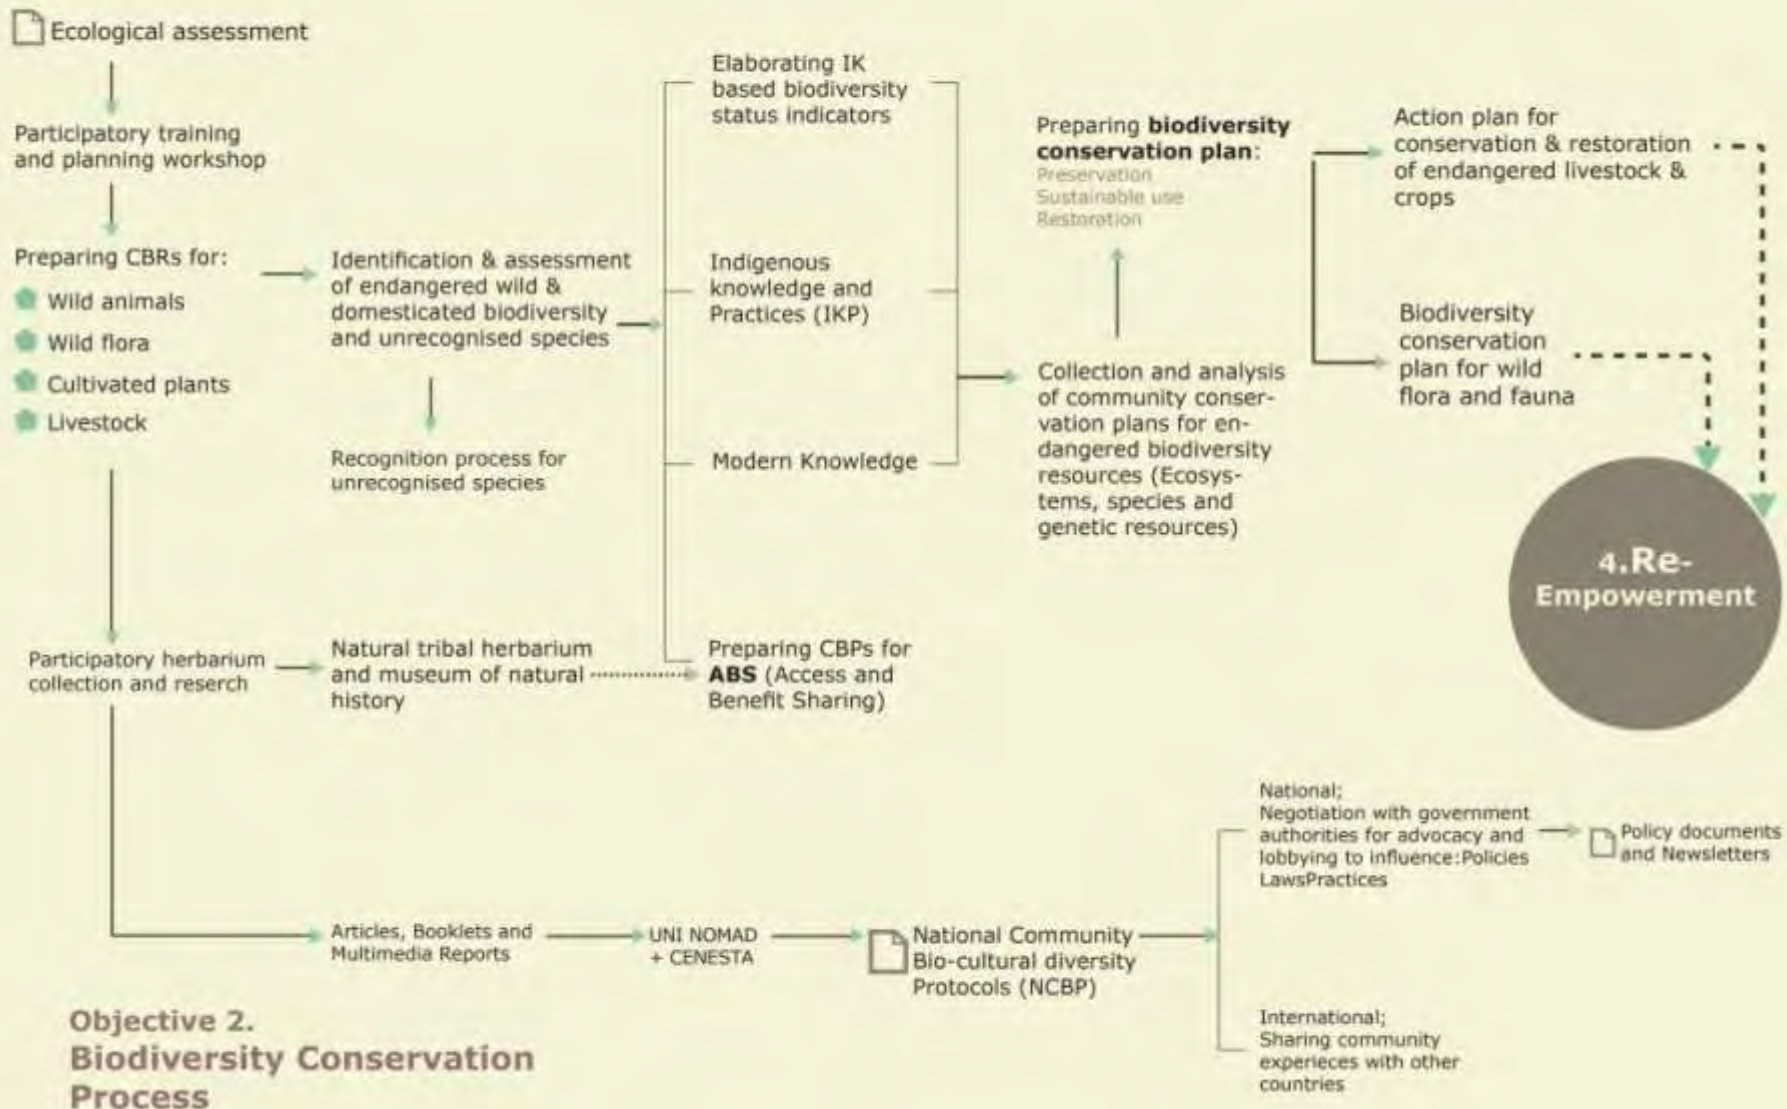 Ecological assessment
Participatory training
and planning workshop
Preparing CBRs for:
Wild animals
Wild flora
Cultivated plants
Livestock
Identification & assessment
of endangered wild &
domesticated biodiversity
and unrecognised species
Recognition process for
unrecognised species
Elaborating IK
based biodiversity
status indicators
Indigenous
knowledge and
Practices (IKP)
Modern Knowledge
Preparing biodiversity
conservation plan:
Preservation
Sustainable use
Restoration
Collection and analysis
of community conser-
vation plans for en-
dangered biodiversity
resources (Ecosys-
tems, species and
genetic resources)
Action plan for
conservation & restoration
of endangered livestock &
crops
Biodiversity
conservation
plan for wild
flora and fauna
4.Re-
Empowerment
Participatory herbarium
collection and reserch
Natural tribal herbarium
and museum of natural
history
Preparing CBPs for
ABS (Access and
Benefit Sharing)
Articles, Booklets and
Multimedia Reports
UNI NOMAD
+ CENESTA
National Community
Bio-cultural diversity
Protocols (NCBP)
National;
Negotiation with government
authorities for advocacy and
lobbying to influence:Policies
LawsPractices
Policy documents
and Newsletters
International;
Sharing community
experieces with other
countries
Objective 2.
Biodiversity Conservation
Process